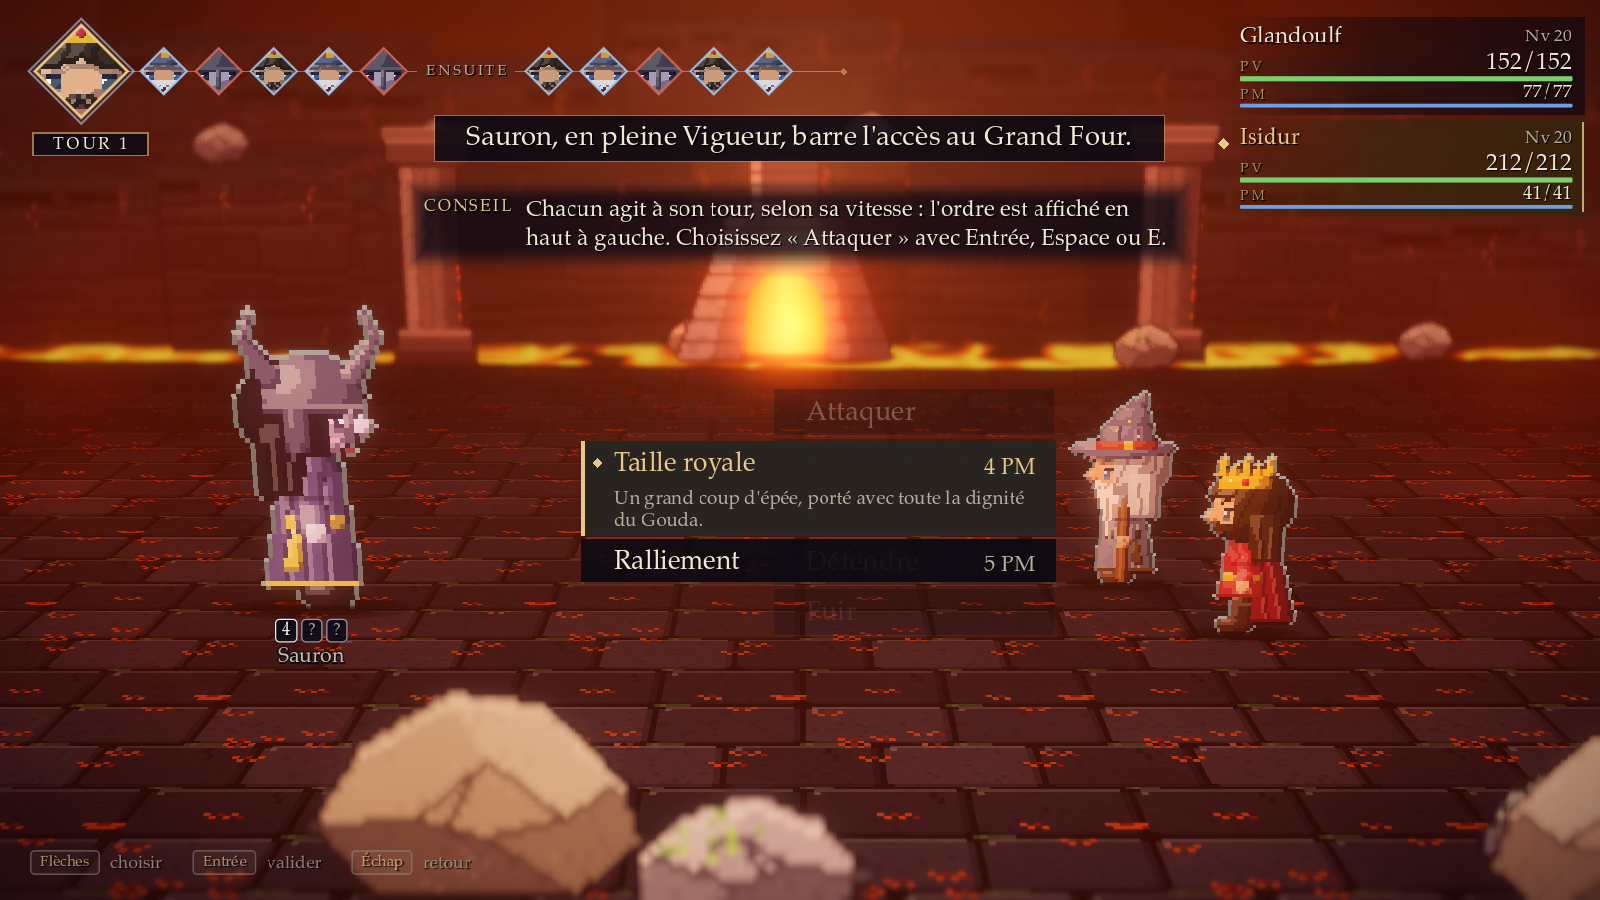 Glandoulf Nv 20
PV 152/152
PM 77/77
ENSUITE
TOUR 1
Sauron, en pleine Vigueur, barre l'accès au Grand Four.
Isidur Nv 20
PV 212/212
PM 41/41
CONSEIL Chacun agit à son tour, selon sa vitesse : l'ordre est affiché en
haut à gauche. Choisissez « Attaquer » avec Entrée, Espace ou E.
Attaquer
Taille royale 4 PM
Un grand coup d'épée, porté avec toute la dignité
du Gouda.
Ralliement Défendre 5 PM
Fuir
4 ? ?
Sauron
Flèches choisir Entrée valider Échap retour